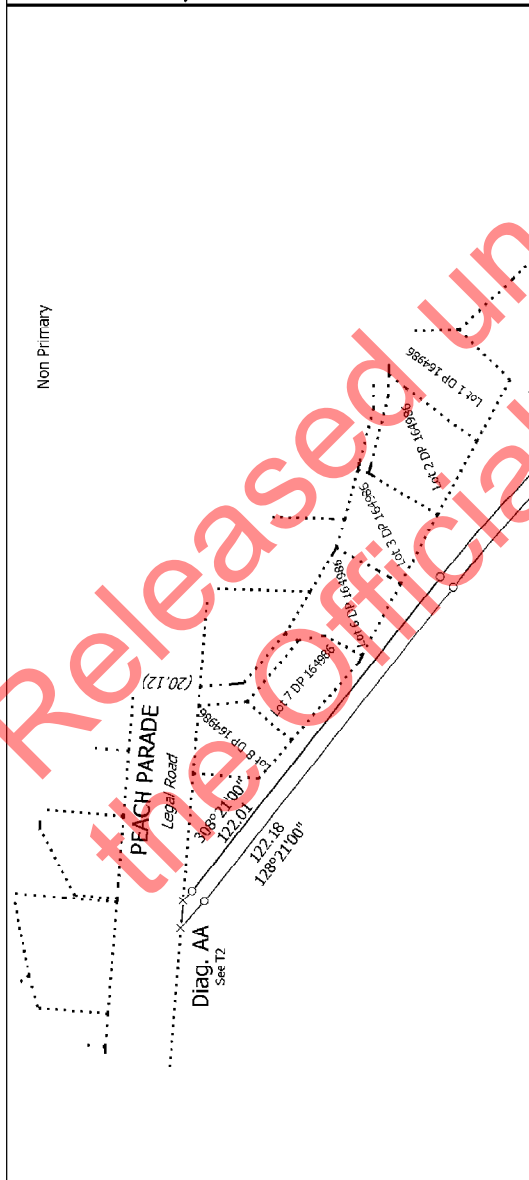 Non Primary
Lot 1 DP 164986
Lot 2 DP 164986
Lot 3 DP 164986
Lot 6 DP 164986
Lot 7 DP 164986
Lot 8 DP 164986
(20.12)
PEACH PARADE
Legal Road
308°21'00"
122.01
122.18
128°21'00"
Diag. AA
See T2
Released un
the Official